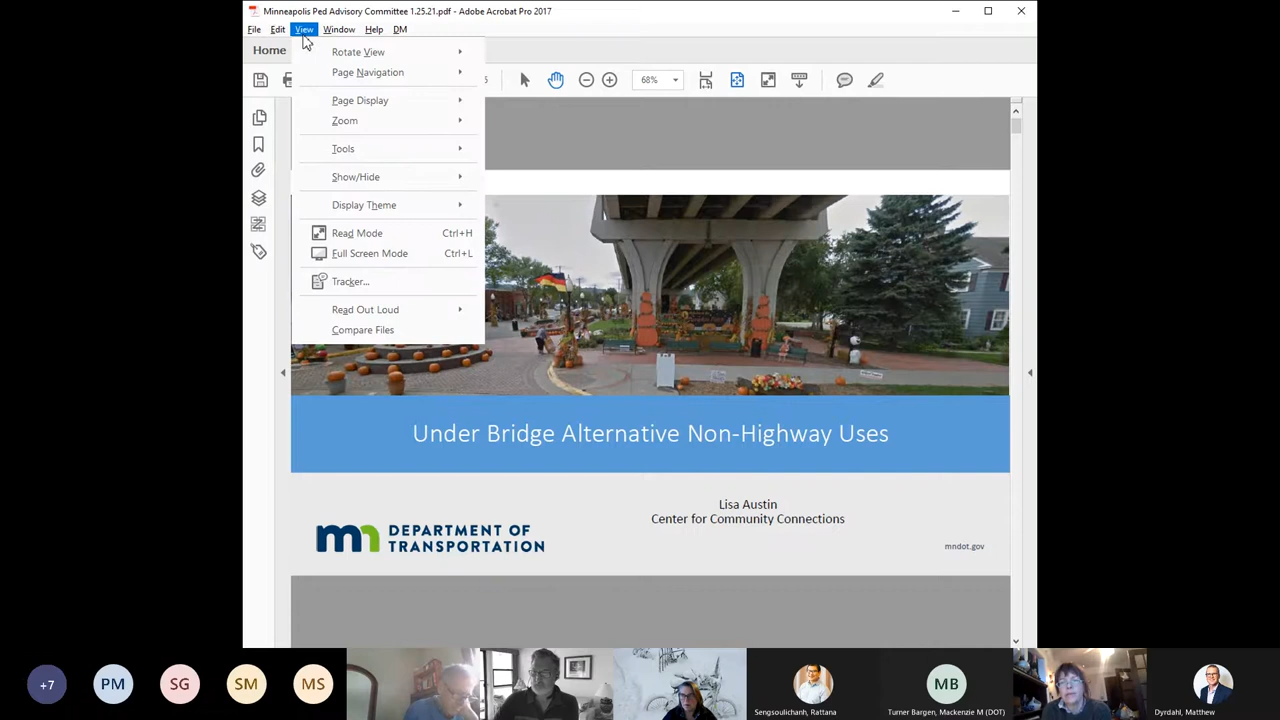 Minneapolis Ped Advisory Committee 1.25.21.pdf - Adobe Acrobat Pro 2017
File Edit View Window Help DM
Home
68%
Rotate View
Page Navigation
Page Display
Zoom
Tools
Show/Hide
Display Theme
Read Mode Ctrl+H
Full Screen Mode Ctrl+L
Tracker...
Read Out Loud
Compare Files
Under Bridge Alternative Non-Highway Uses
Lisa Austin
Center for Community Connections
mn DEPARTMENT OF
TRANSPORTATION
mndot.gov
+7 PM SG SM MS MB
Sengsoulichanh, Rattana
Turner Bargen, Mackenzie M (DOT)
Dyrdahl, Matthew